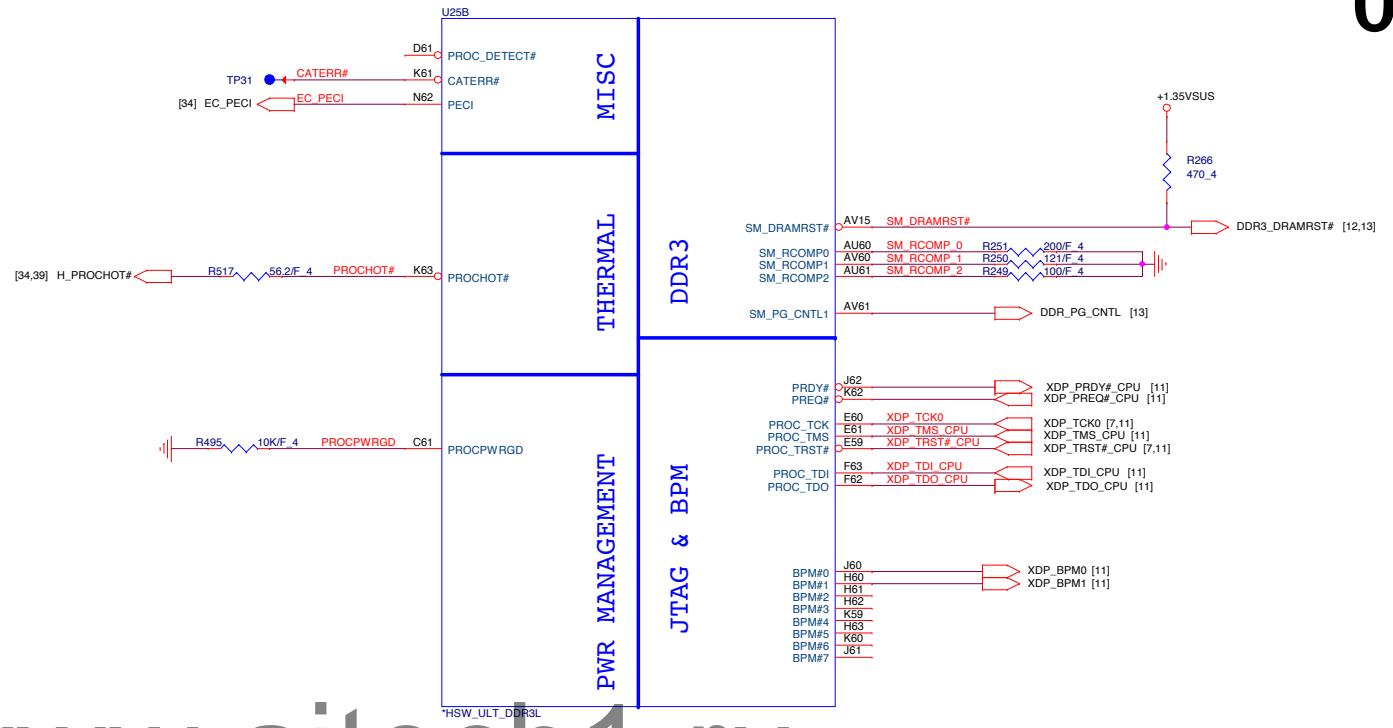 0
U25B
D61 PROC_DETECT#
TP31 CATERR# K61 CATERR#
[34] EC_PECI EC_PECI N62 PECI
MISC
[34,39] H_PROCHOT# R517 56.2/F_4 PROCHOT# K63 PROCHOT#
THERMAL
R495 10K/F_4 PROCPWRGD C61 PROCPWRGD
PWR MANAGEMENT
DDR3
+1.35VSUS
R266
470_4
SM_DRAMRST# AV15 SM_DRAMRST# DDR3_DRAMRST# [12,13]
SM_RCOMP0 AU60 SM_RCOMP_0 R251 200/F_4
SM_RCOMP1 AV60 SM_RCOMP_1 R250 121/F_4
SM_RCOMP2 AU61 SM_RCOMP_2 R249 100/F_4
SM_PG_CNTL1 AV61 DDR_PG_CNTL [13]
JTAG & BPM
PRDY# J62 XDP_PRDY#_CPU [11]
PREQ# K62 XDP_PREQ#_CPU [11]
PROC_TCK E60 XDP_TCK0 XDP_TCK0 [7,11]
PROC_TMS E61 XDP_TMS_CPU XDP_TMS_CPU [11]
PROC_TRST# E59 XDP_TRST#_CPU XDP_TRST#_CPU [7,11]
PROC_TDI F63 XDP_TDI_CPU XDP_TDI_CPU [11]
PROC_TDO F62 XDP_TDO_CPU XDP_TDO_CPU [11]
BPM#0 J60 XDP_BPM0 [11]
BPM#1 H60 XDP_BPM1 [11]
BPM#2 H61
BPM#3 H62
BPM#4 K59
BPM#5 H63
BPM#6 K60
BPM#7 J61
*HSW_ULT_DDR3L